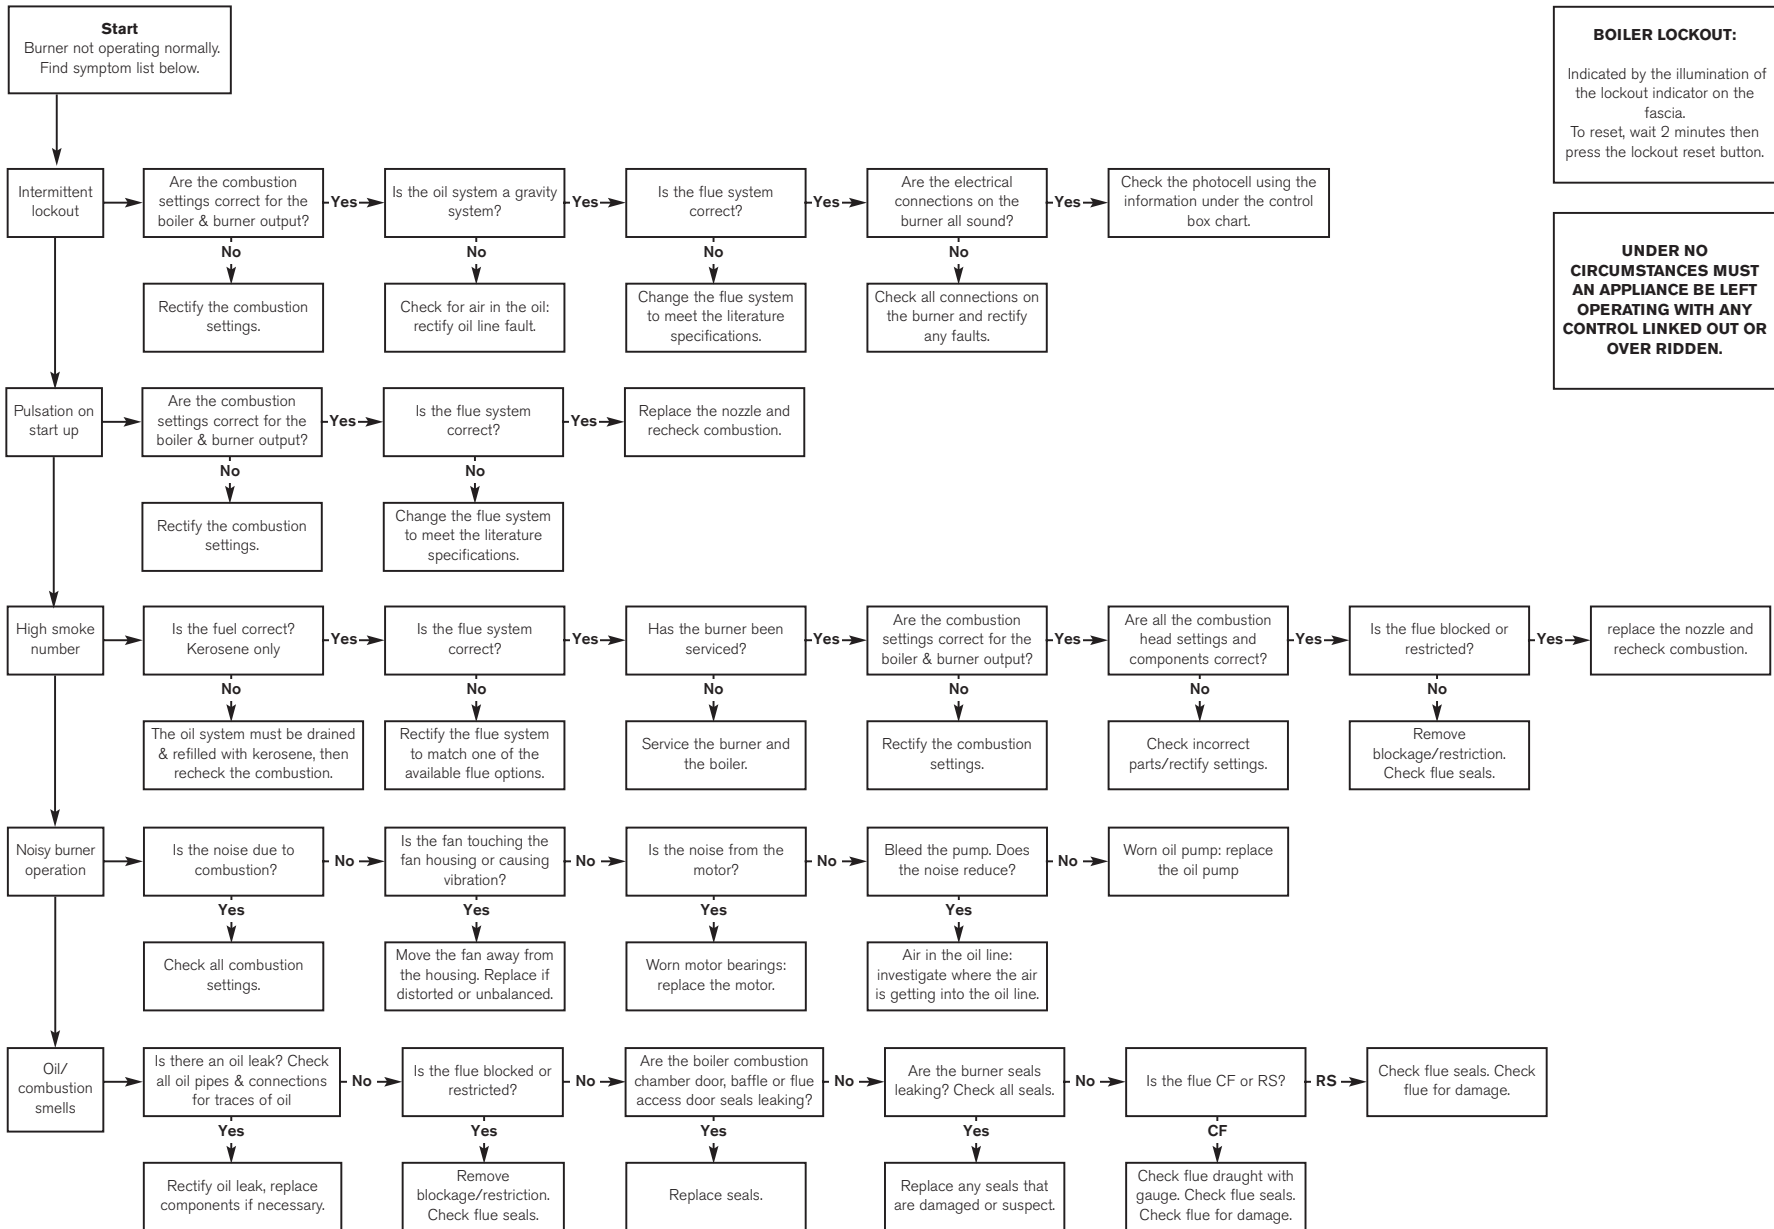 Start
Burner not operating normally.
Find symptom list below.
BOILER LOCKOUT:
Indicated by the illumination of
the lockout indicator on the
fascia.
To reset, wait 2 minutes then
press the lockout reset button.
UNDER NO
CIRCUMSTANCES MUST
AN APPLIANCE BE LEFT
OPERATING WITH ANY
CONTROL LINKED OUT OR
OVER RIDDEN.
Intermittent
lockout
Are the combustion
settings correct for the
boiler & burner output?
Yes
Is the oil system a gravity
system?
Yes
Is the flue system
correct?
Yes
Are the electrical
connections on the
burner all sound?
Yes
Check the photocell using the
information under the control
box chart.
No
No
No
No
Rectify the combustion
settings.
Check for air in the oil:
rectify oil line fault.
Change the flue system
to meet the literature
specifications.
Check all connections on
the burner and rectify
any faults.
Pulsation on
start up
Are the combustion
settings correct for the
boiler & burner output?
Yes
Is the flue system
correct?
Yes
Replace the nozzle and
recheck combustion.
No
No
Rectify the combustion
settings.
Change the flue system
to meet the literature
specifications.
High smoke
number
Is the fuel correct?
Kerosene only
Yes
Is the flue system
correct?
Yes
Has the burner been
serviced?
Yes
Are the combustion
settings correct for the
boiler & burner output?
Yes
Are all the combustion
head settings and
components correct?
Yes
Is the flue blocked or
restricted?
Yes
replace the nozzle and
recheck combustion.
No
No
No
No
No
No
The oil system must be drained
& refilled with kerosene, then
recheck the combustion.
Rectify the flue system
to match one of the
available flue options.
Service the burner and
the boiler.
Rectify the combustion
settings.
Check incorrect
parts/rectify settings.
Remove
blockage/restriction.
Check flue seals.
Noisy burner
operation
Is the noise due to
combustion?
No
Is the fan touching the
fan housing or causing
vibration?
No
Is the noise from the
motor?
No
Bleed the pump. Does
the noise reduce?
No
Worn oil pump: replace
the oil pump
Yes
Yes
Yes
Yes
Check all combustion
settings.
Move the fan away from
the housing. Replace if
distorted or unbalanced.
Worn motor bearings:
replace the motor.
Air in the oil line:
investigate where the air
is getting into the oil line.
Oil/
combustion
smells
Is there an oil leak? Check
all oil pipes & connections
for traces of oil
No
Is the flue blocked or
restricted?
No
Are the boiler combustion
chamber door, baffle or flue
access door seals leaking?
No
Are the burner seals
leaking? Check all seals.
No
Is the flue CF or RS?
RS
Check flue seals. Check
flue for damage.
Yes
Yes
Yes
Yes
CF
Rectify oil leak, replace
components if necessary.
Remove
blockage/restriction.
Check flue seals.
Replace seals.
Replace any seals that
are damaged or suspect.
Check flue draught with
gauge. Check flue seals.
Check flue for damage.